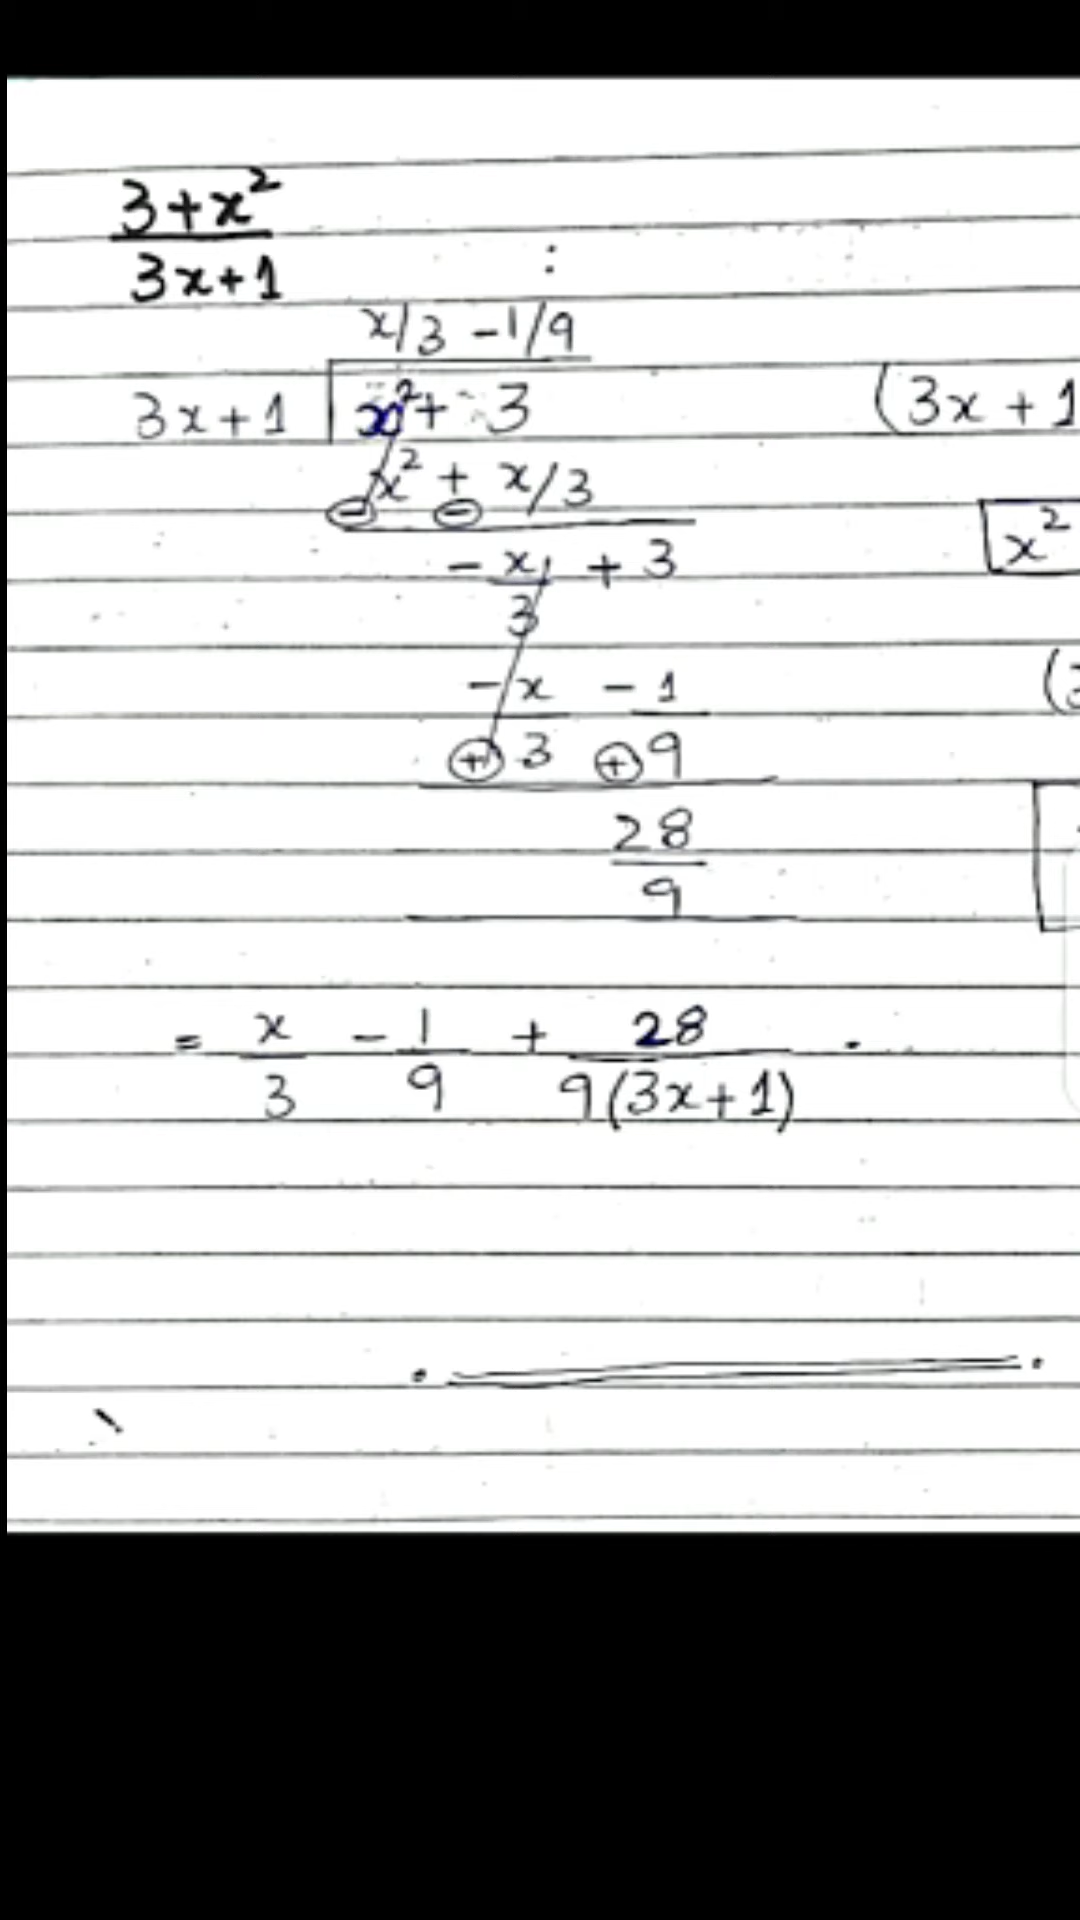 3+x²
3x+1
:
x/3 -1/9
3x+1 x²+ 3 (3x+1
x² + x/3
- -
x²
-x/3 + 3
-x/3 -1/9
+ +
28/9
= x/3 - 1/9 + 28/9(3x+1) .